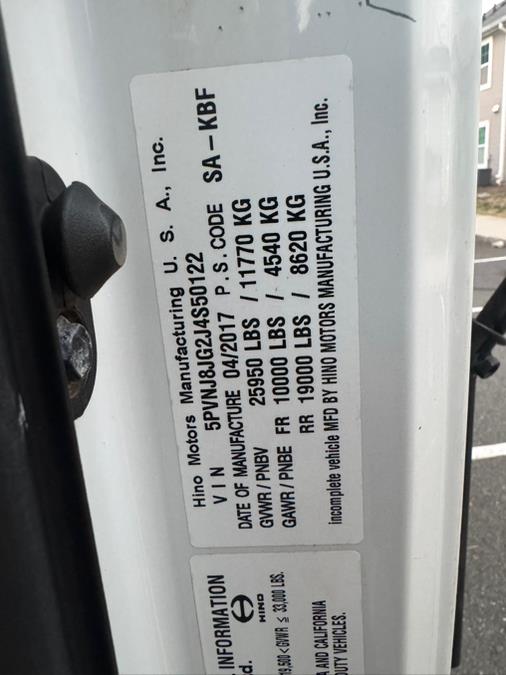 Hino Motors Manufacturing U. S. A., Inc.
VIN 5PVNJ8JG2J4S50122
DATE OF MANUFACTURE 04/2017 P.S.CODE SA-KBF
GVWR/PNBV 25950 LBS / 11770 KG
GAWR/PNBE FR 10000 LBS / 4540 KG
RR 19000 LBS / 8620 KG
incomplete vehicle MFD BY HINO MOTORS MANUFACTURING U.S.A., Inc.
INFORMATION
HINO
19,500<GVWR ≤ 33,000 LBS.
A AND CALIFORNIA
DUTY VEHICLES.